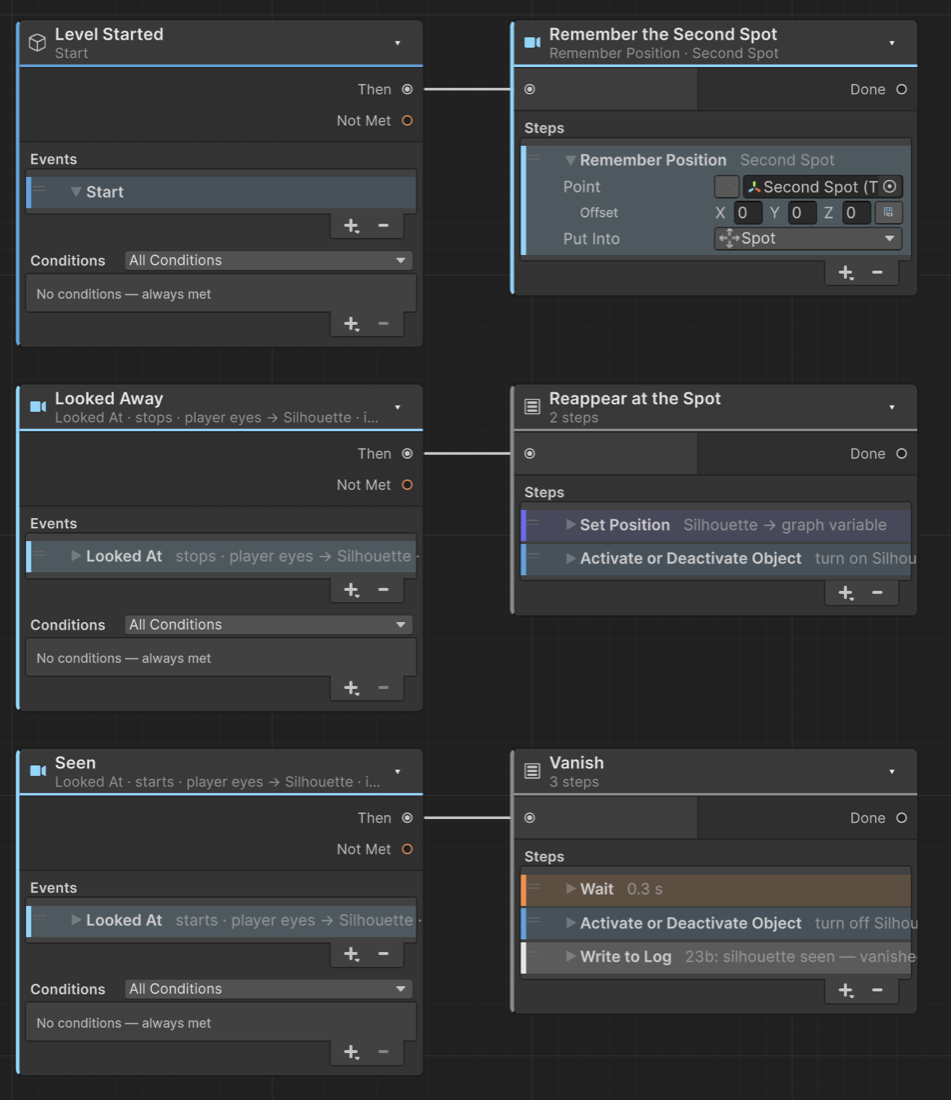 Level Started
Start
Then
Not Met
Events
Start
Conditions All Conditions
No conditions — always met
Remember the Second Spot
Remember Position · Second Spot
Done
Steps
Remember Position Second Spot
Point Second Spot (T
Offset X 0 Y 0 Z 0
Put Into Spot
Looked Away
Looked At · stops · player eyes → Silhouette · i...
Then
Not Met
Events
Looked At stops · player eyes → Silhouette ·
Conditions All Conditions
No conditions — always met
Reappear at the Spot
2 steps
Done
Steps
Set Position Silhouette → graph variable
Activate or Deactivate Object turn on Silhou
Seen
Looked At · starts · player eyes → Silhouette · i...
Then
Not Met
Events
Looked At starts · player eyes → Silhouette ·
Conditions All Conditions
No conditions — always met
Vanish
3 steps
Done
Steps
Wait 0.3 s
Activate or Deactivate Object turn off Silhou
Write to Log 23b: silhouette seen — vanishe